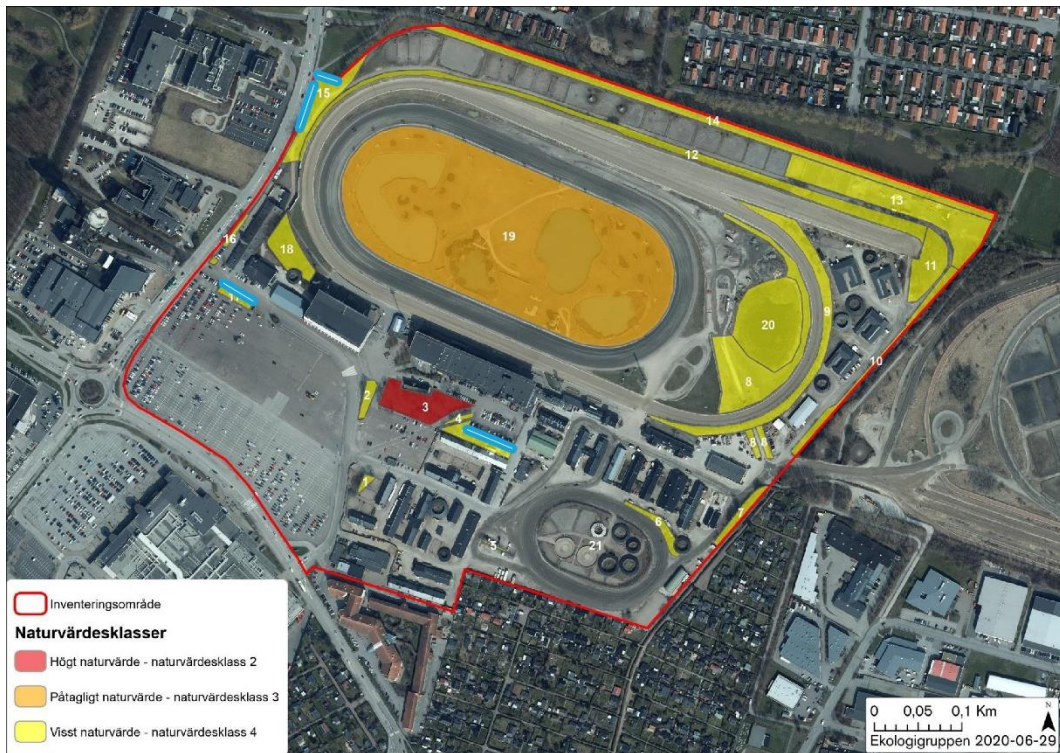 14
15
12
13
19
16
18
11
1
20
9
10
8
2
3
4
8 8
1
6
7
5
21
Inventeringsområde
Naturvärdesklasser
Högt naturvärde - naturvärdesklass 2
Påtagligt naturvärde - naturvärdesklass 3
Visst naturvärde - naturvärdesklass 4
0 0,05 0,1 Km
N
Ekologigruppen 2020-06-29